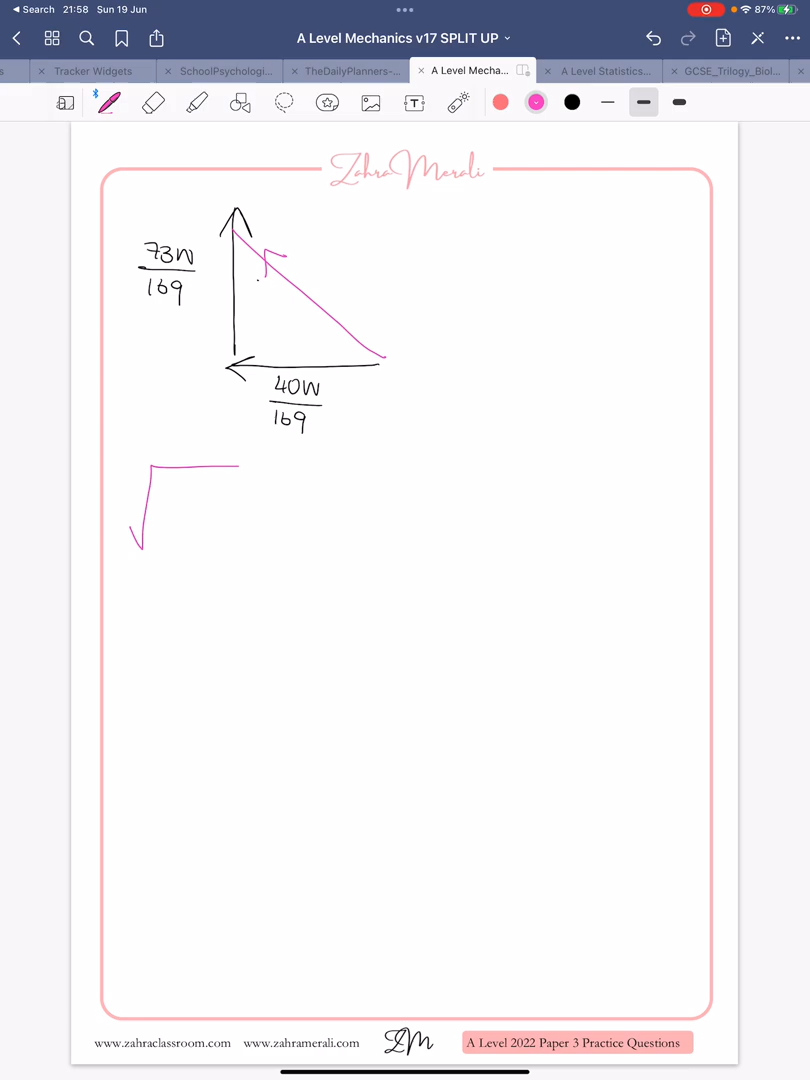 Search 21:58 Sun 19 Jun 87%
A Level Mechanics v17 SPLIT UP
s Tracker Widgets SchoolPsychologi... TheDailyPlanners-... A Level Mecha... A Level Statistics... GCSE_Trilogy_Biol...
T
Zahra Merali
73W
169
40W
169
√
www.zahraclassroom.com www.zahramerali.com ZM A Level 2022 Paper 3 Practice Questions